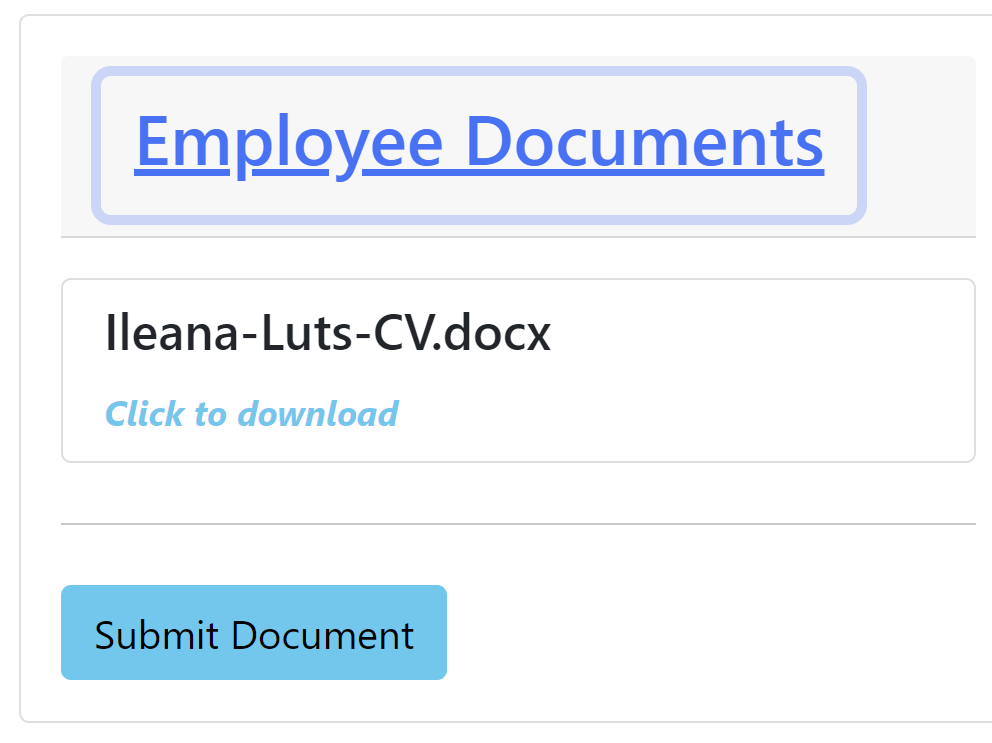 Employee Documents
Ileana-Luts-CV.docx
Click to download
Submit Document